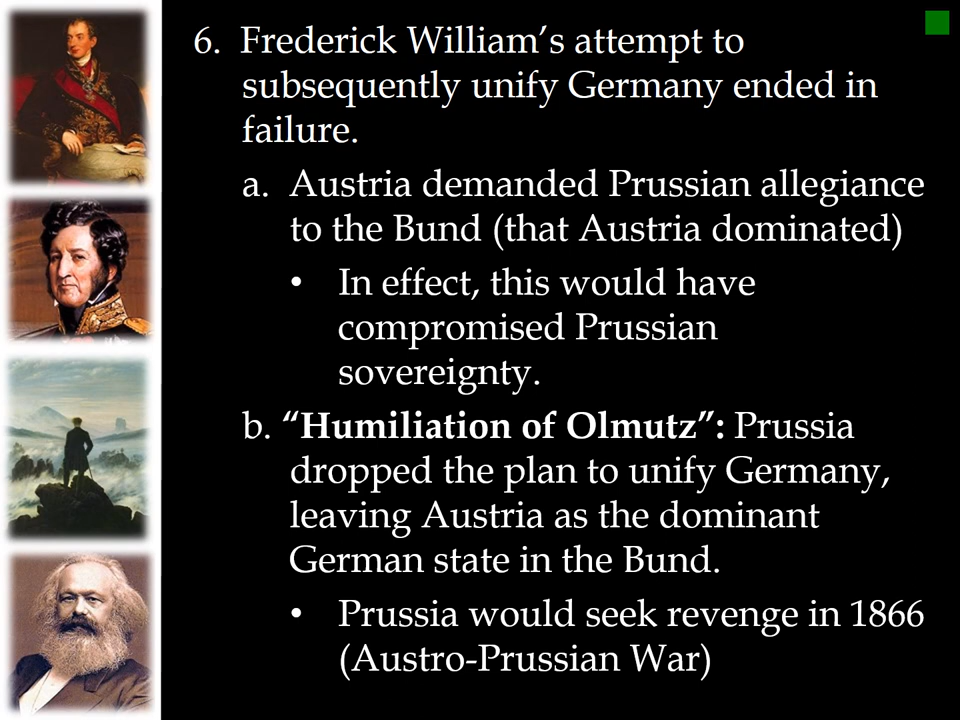 6. Frederick William’s attempt to
subsequently unify Germany ended in
failure.
a. Austria demanded Prussian allegiance
to the Bund (that Austria dominated)
• In effect, this would have
compromised Prussian
sovereignty.
b. “Humiliation of Olmutz”: Prussia
dropped the plan to unify Germany,
leaving Austria as the dominant
German state in the Bund.
• Prussia would seek revenge in 1866
(Austro-Prussian War)